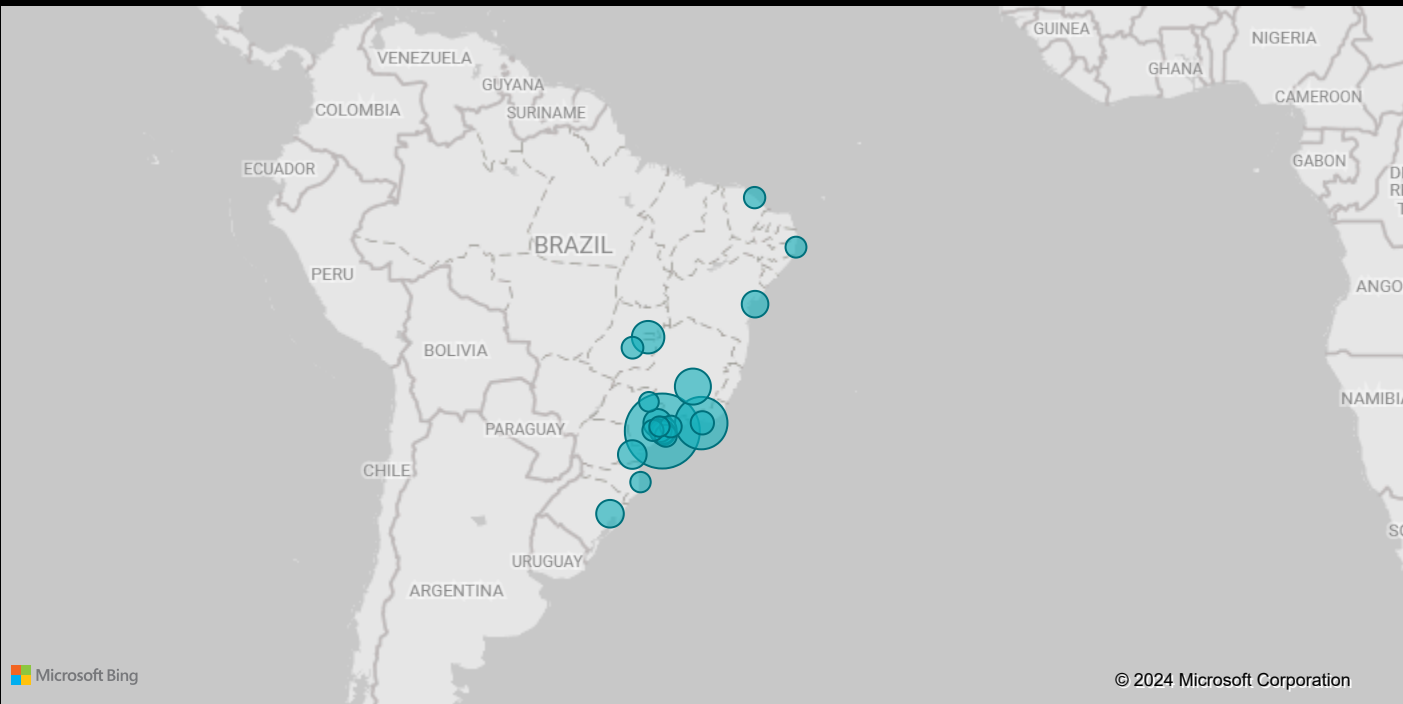 GUINEA
NIGERIA
VENEZUELA
GHANA
GUYANA
CAMEROON
COLOMBIA
SURINAME
ECUADOR
GABON
BRAZIL
PERU
ANGO
BOLIVIA
NAMIBIA
PARAGUAY
CHILE
URUGUAY
ARGENTINA
Microsoft Bing
© 2024 Microsoft Corporation